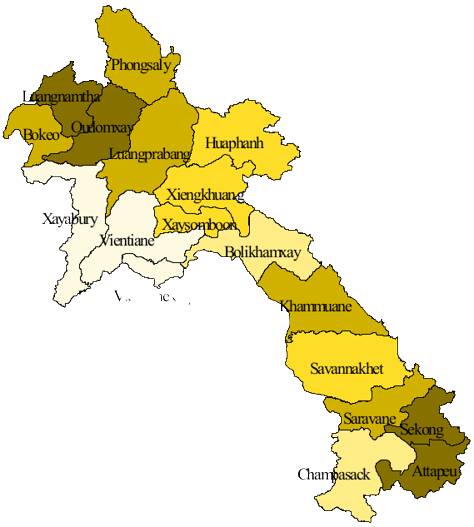 Phongsaly
Luangnamtha
Oudomxay
Bokeo
Huaphanh
Luangprabang
Xiengkhuang
Xayabury
Xaysomboon
Vientiane
Bolikhamxay
Khammuane
Savannakhet
Saravane
Sekong
Attapeu
Champasack